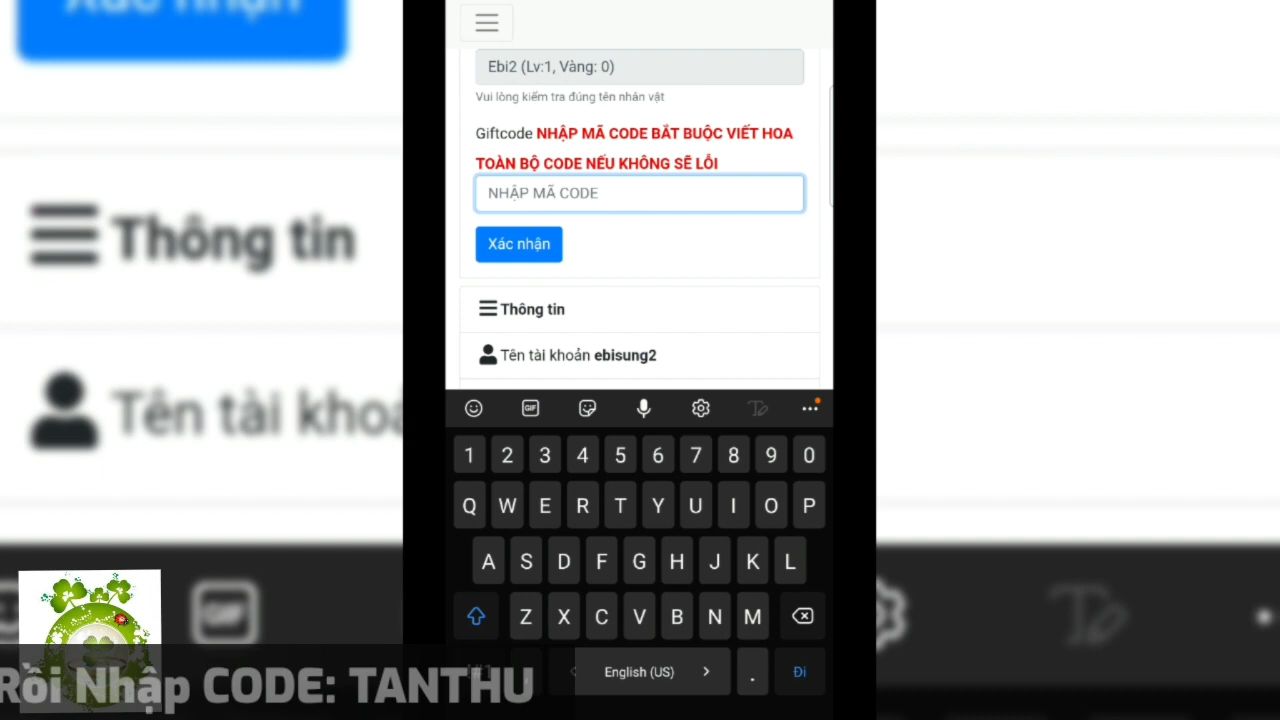 Xác nhận
Thông tin
Tên tài khoả
GIF
Ebi2 (Lv:1, Vàng: 0)
Vui lòng kiểm tra đúng tên nhân vật
Giftcode NHẬP MÃ CODE BẮT BUỘC VIẾT HOA
TOÀN BỘ CODE NẾU KHÔNG SẼ LỖI
NHẬP MÃ CODE
Xác nhận
Thông tin
Tên tài khoản ebisung2
GIF
1 2 3 4 5 6 7 8 9 0
Q W E R T Y U I O P
A S D F G H J K L
Z X C V B N M
English (US) . Đi
Rồi Nhập CODE: TANTHU